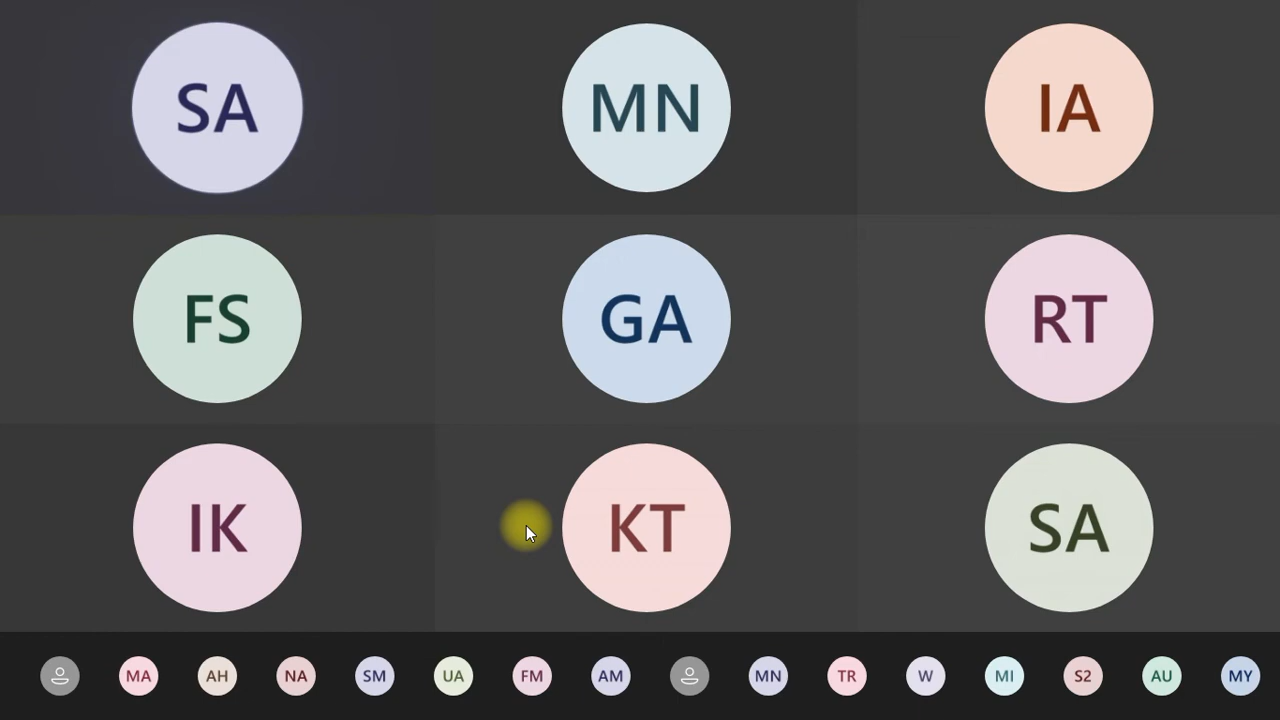 SA MN IA
FS GA RT
IK KT SA
MA AH NA SM UA FM AM MN TR W MI S2 AU MY